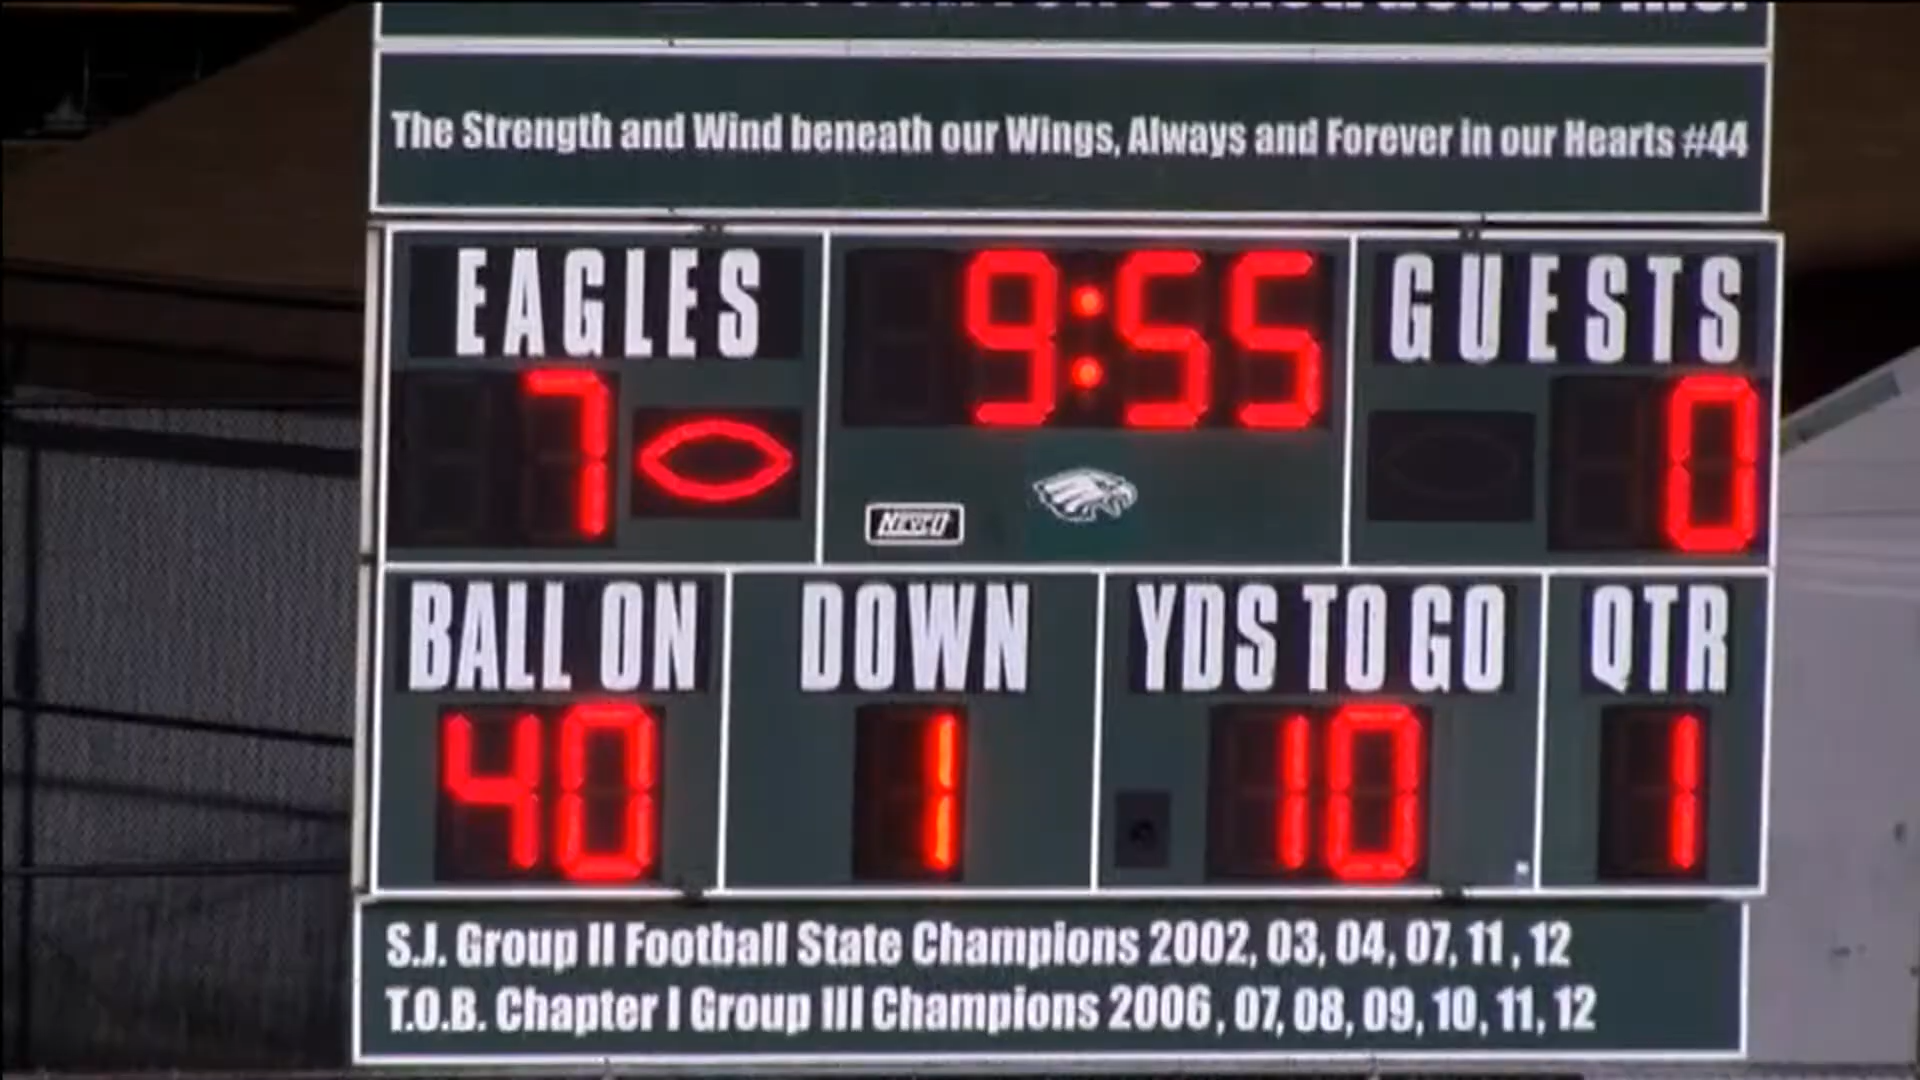 The Strength and Wind beneath our Wings, Always and Forever in our Hearts #44
EAGLES 9:55 GUESTS
7 0
NEVCO
BALL ON DOWN YDS TO GO QTR
40 1 10 1
S.J. Group II Football State Champions 2002, 03, 04, 07, 11, 12
T.O.B. Chapter I Group III Champions 2006, 07, 08, 09, 10, 11, 12